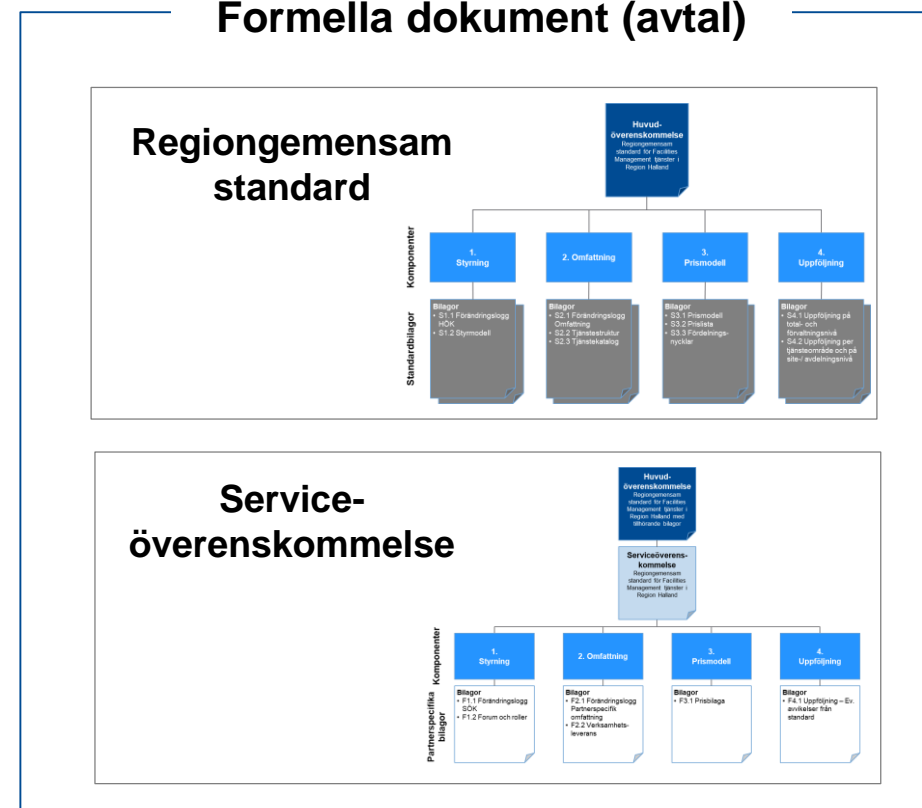 Formella dokument (avtal)
Regiongemensam
standard
Huvud-
överenskommelse
Regiongemensam
standard för Facilities
Management tjänster i
Region Halland
Komponenter
1.
Styrning
2. Omfattning
3.
Prismodell
4.
Uppföljning
Standardbilagor
Bilagor
• S1.1 Förändringslogg
HÖK
• S1.2 Styrmodell
Bilagor
• S2.1 Förändringslogg
Omfattning
• S2.2 Tjänstestruktur
• S2.3 Tjänstekatalog
Bilagor
• S3.1 Prismodell
• S3.2 Prislista
• S3.3 Fördelnings-
nycklar
Bilagor
• S4.1 Uppföljning på
total- och
förvaltningsnivå
• S4.2 Uppföljning per
tjänsteområde och på
site-/ avdelningsnivå
Service-
överenskommelse
Huvud-
överenskommelse
Regiongemensam
standard för Facilities
Management tjänster i
Region Halland med
tillhörande bilagor
Serviceöverens-
kommelse
Regiongemensam
standard för Facilities
Management tjänster i
Region Halland
Komponenter
1.
Styrning
2. Omfattning
3.
Prismodell
4.
Uppföljning
Partnerspecifika
bilagor
Bilagor
• F1.1 Förändringslogg
SÖK
• F1.2 Forum och roller
Bilagor
• F2.1 Förändringslogg
Partnerspecifik
omfattning
• F2.2 Verksamhets-
leverans
Bilagor
• F3.1 Prisbilaga
Bilagor
• F4.1 Uppföljning – Ev.
avvikelser från
standard